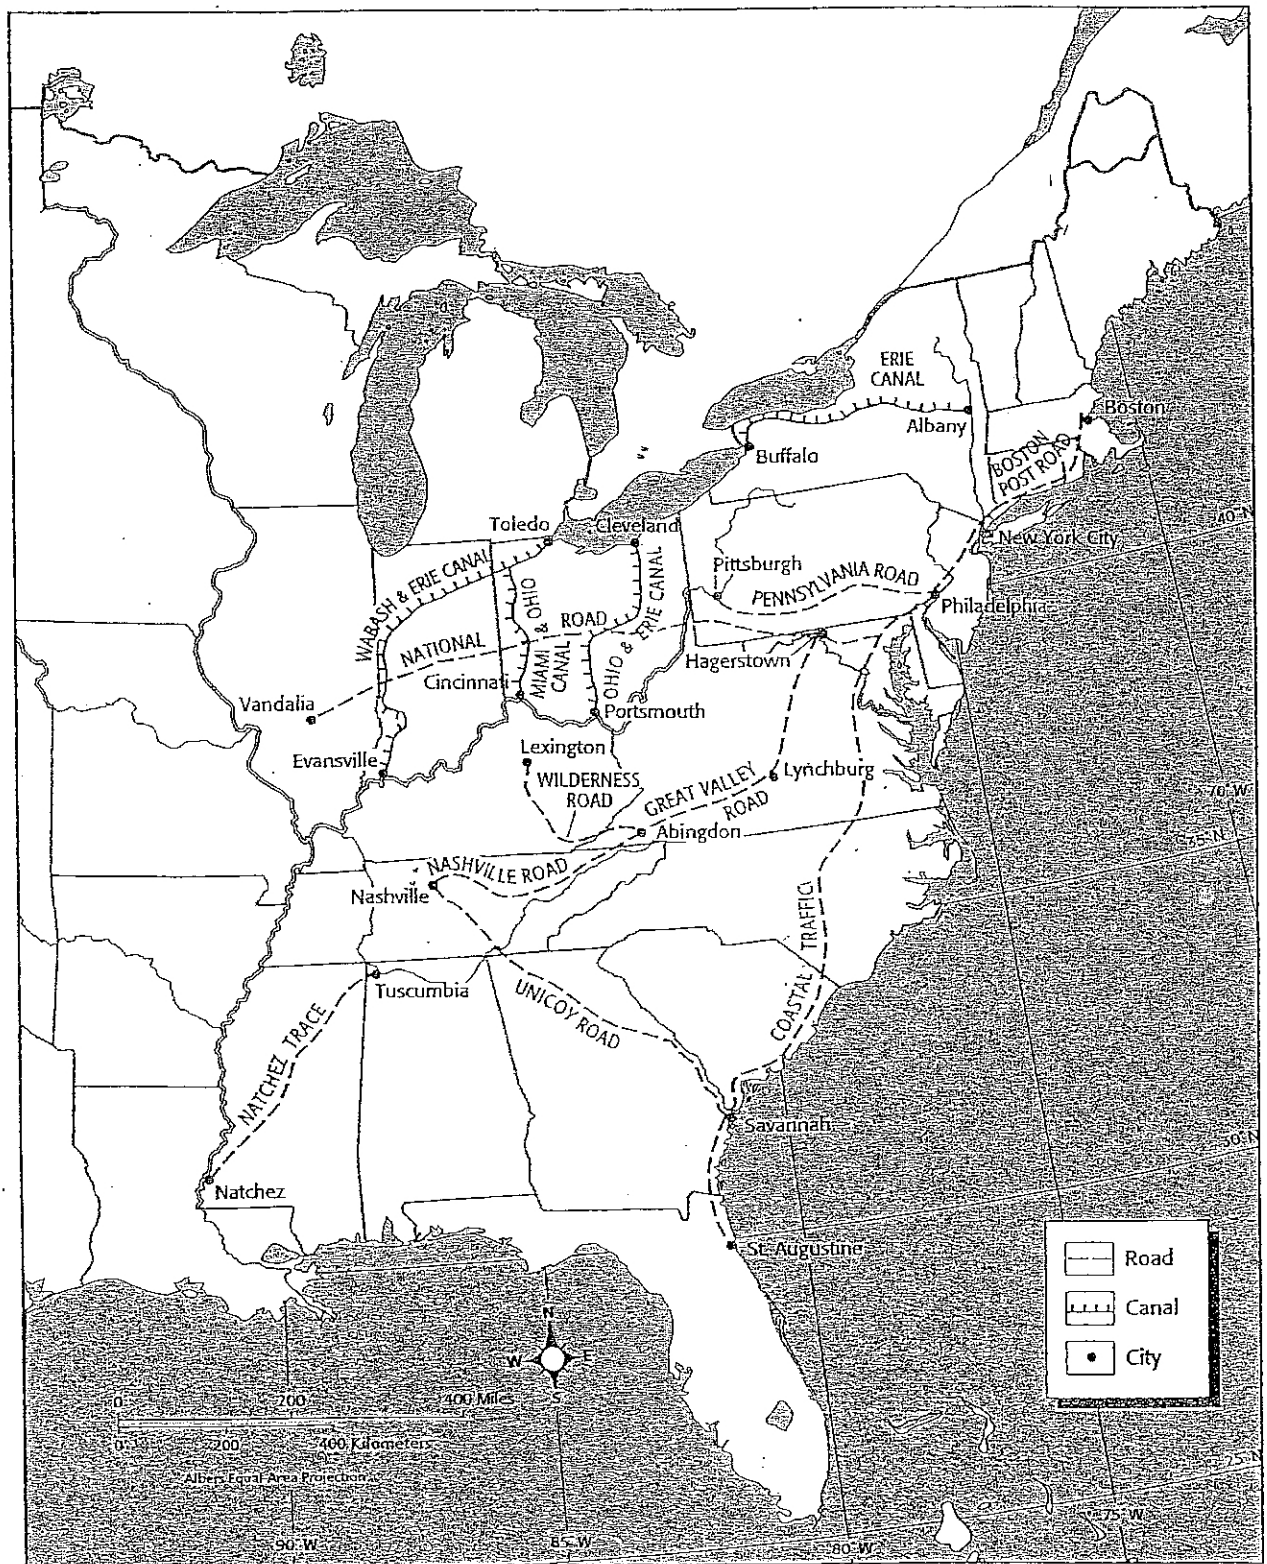 ERIE
CANAL
Albany
Boston
Buffalo
BOSTON
POST ROAD
40°N
New York City
Toledo
Cleveland
Pittsburgh
PENNSYLVANIA ROAD
Philadelphia
WABASH & ERIE CANAL
MIAMI & OHIO
CANAL
OHIO & ERIE CANAL
NATIONAL
ROAD
Hagerstown
Cincinnati
Vandalia
Portsmouth
Evansville
Lexington
WILDERNESS
ROAD
GREAT VALLEY
ROAD
Lynchburg
70°W
Abingdon
35°N
NASHVILLE ROAD
Nashville
COASTAL TRAFFIC
Tuscumbia
UNICOY ROAD
NATCHEZ TRACE
Savannah
30°N
Natchez
St. Augustine
Road
Canal
City
N
W E
S
0 200 400 Miles
0 200 400 Kilometers
Albers Equal-Area Projection
25°N
90°W
85°W
80°W
75°W